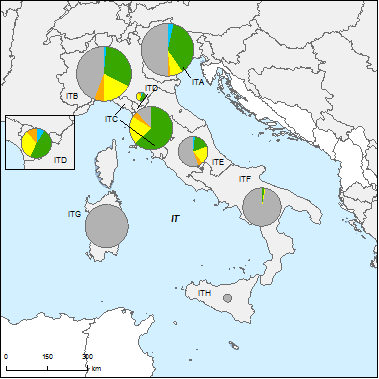 ITA
ITB
ITD
ITC
ITD
ITE
ITF
ITG
IT
ITH
0 150 300
km